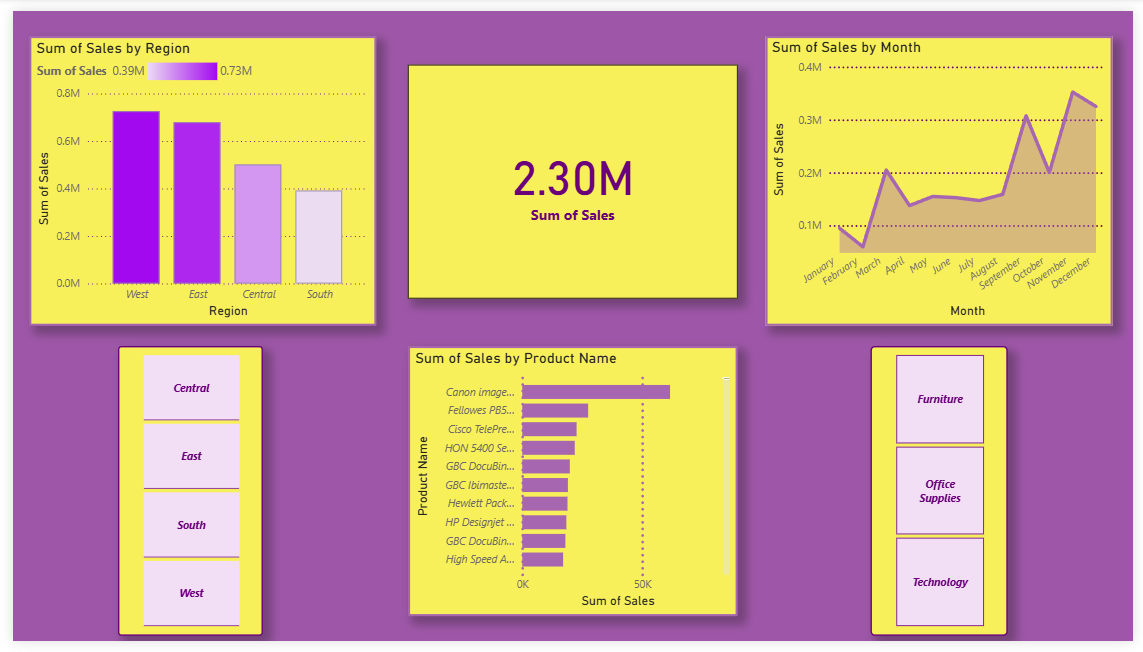 Sum of Sales by Region
Sum of Sales 0.39M 0.73M
0.8M
0.6M
0.4M
0.2M
0.0M
Sum of Sales
West East Central South
Region
2.30M
Sum of Sales
Sum of Sales by Month
0.4M
0.3M
0.2M
0.1M
Sum of Sales
January February March April May June July August September October November December
Month
Central
East
South
West
Sum of Sales by Product Name
Product Name
Canon image...
Fellowes PB5...
Cisco TelePre...
HON 5400 Se...
GBC DocuBin...
GBC Ibimaste...
Hewlett Pack...
HP Designjet ...
GBC DocuBin...
High Speed A...
0K 50K
Sum of Sales
Furniture
Office
Supplies
Technology